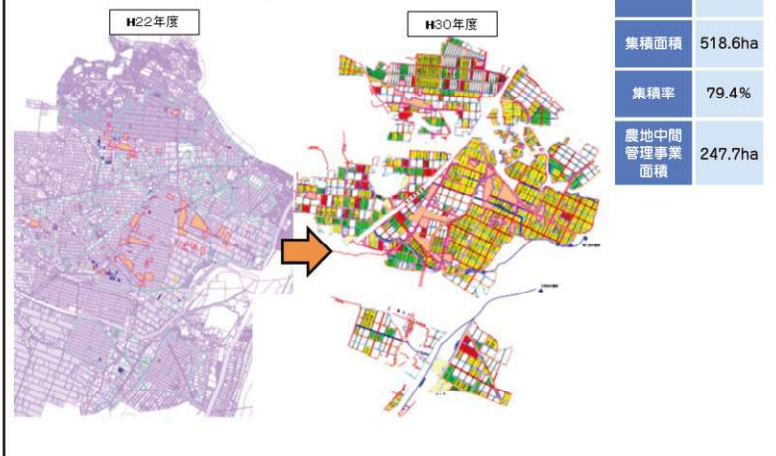 H22年度
H30年度
集積面積 518.6ha
集積率 79.4%
農地中間
管理事業
面積
247.7ha